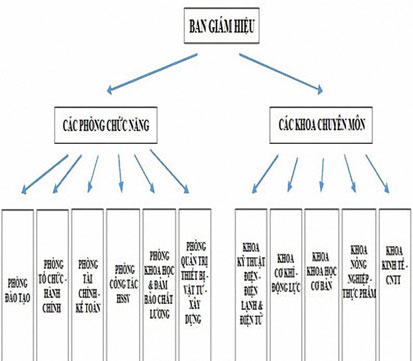 BAN GIÁM HIỆU
CÁC PHÒNG CHỨC NĂNG
CÁC KHOA CHUYÊN MÔN
PHÒNG
ĐÀO TẠO
PHÒNG
TỔ CHỨC -
HÀNH
CHÍNH
PHÒNG
TÀI
CHÍNH -
KẾ TOÁN
PHÒNG
CÔNG TÁC
HSSV
PHÒNG
KHOA HỌC
& ĐẢM
BẢO CHẤT
LƯỢNG
PHÒNG
QUẢN TRỊ
THIẾT BỊ -
VẬT TƯ -
XÂY
DỰNG
KHOA
KỸ THUẬT
ĐIỆN -
ĐIỆN
LẠNH &
ĐIỆN TỬ
KHOA
CƠ KHÍ -
ĐỘNG LỰC
KHOA
KHOA HỌC
CƠ BẢN
KHOA
NÔNG
NGHIỆP -
THỰC PHẨM
KHOA
KINH TẾ -
CNTT